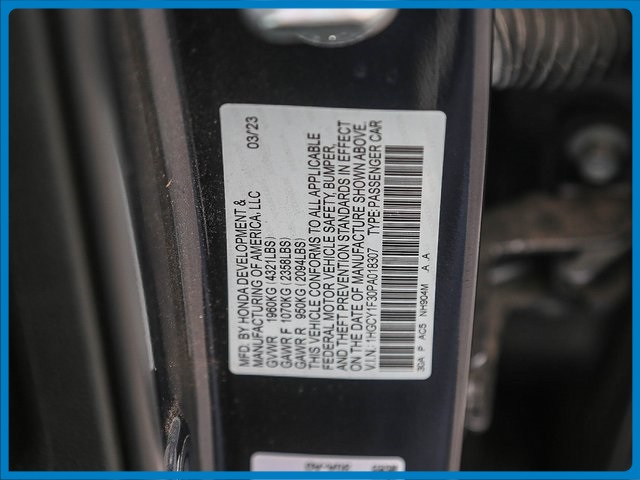 MFD. BY HONDA DEVELOPMENT & 03/23
MANUFACTURING OF AMERICA, LLC
GVWR 1960KG (4321LBS)
GAWR F 1070KG (2358LBS)
GAWR R 950KG (2094LBS)
THIS VEHICLE CONFORMS TO ALL APPLICABLE
FEDERAL MOTOR VEHICLE SAFETY, BUMPER,
AND THEFT PREVENTION STANDARDS IN EFFECT
ON THE DATE OF MANUFACTURE SHOWN ABOVE.
V.I.N.: 1HGCY1F30PA018307 TYPE:PASSENGER CAR
30A P AC5 NH904M A A